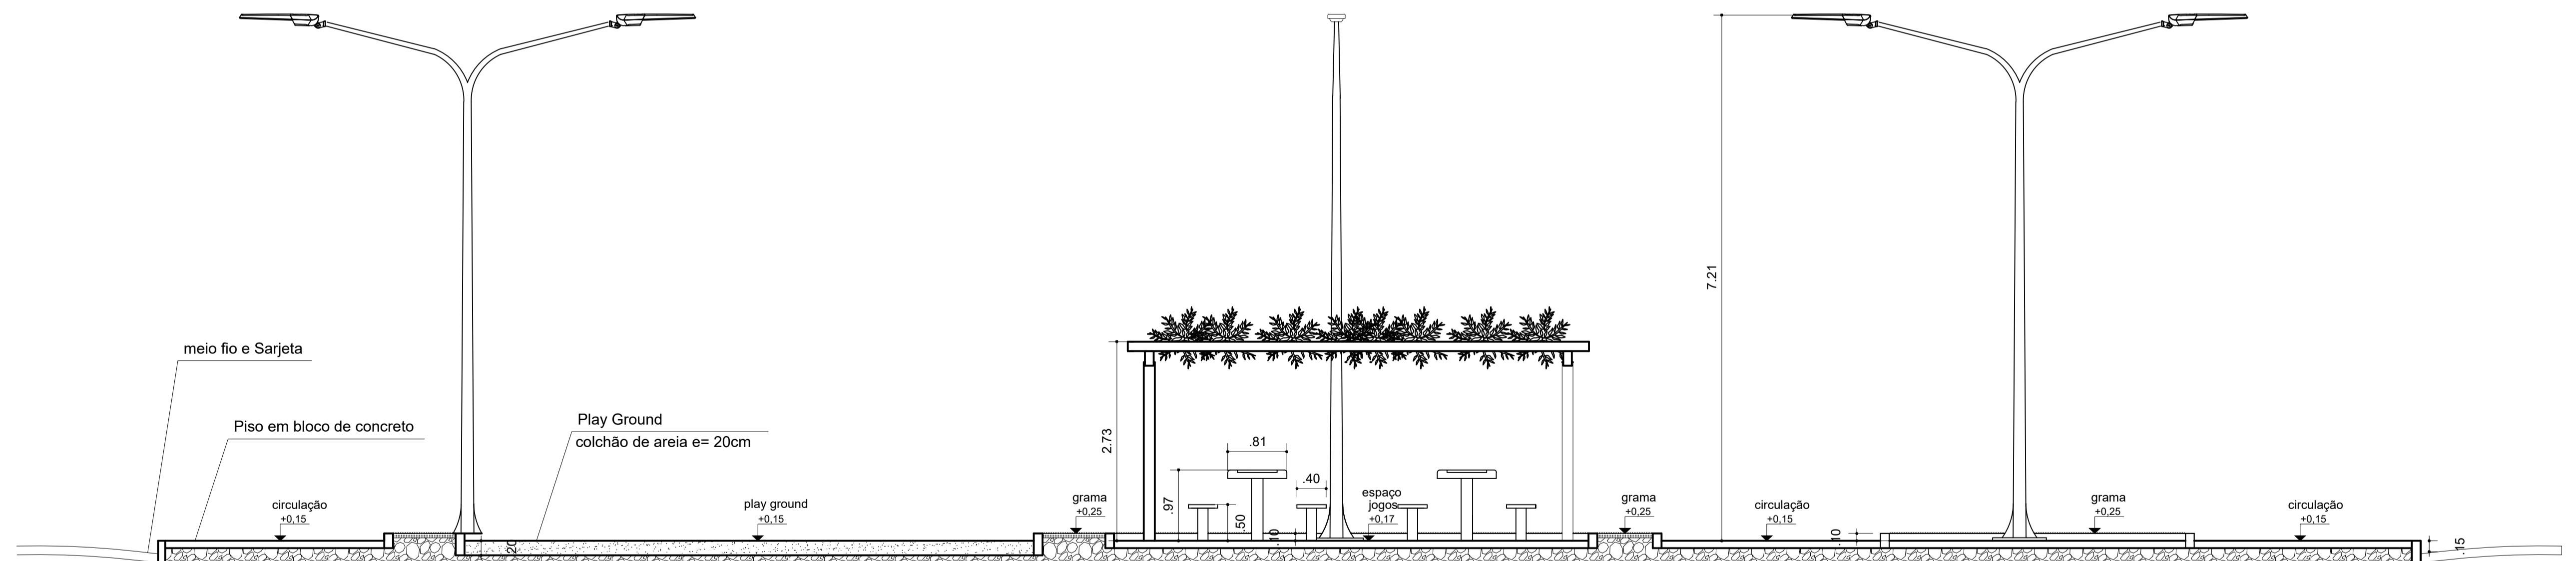 7.21
meio fio e Sarjeta
Piso em bloco de concreto
Play Ground
colchão de areia e= 20cm
2.73
.81
.40
.97
.50
.10
circulação
+0,15
.20
play ground
+0,15
grama
+0,25
espaço
jogos
+0,17
grama
+0,25
circulação
+0,15
.10
grama
+0,25
circulação
+0,15
.15